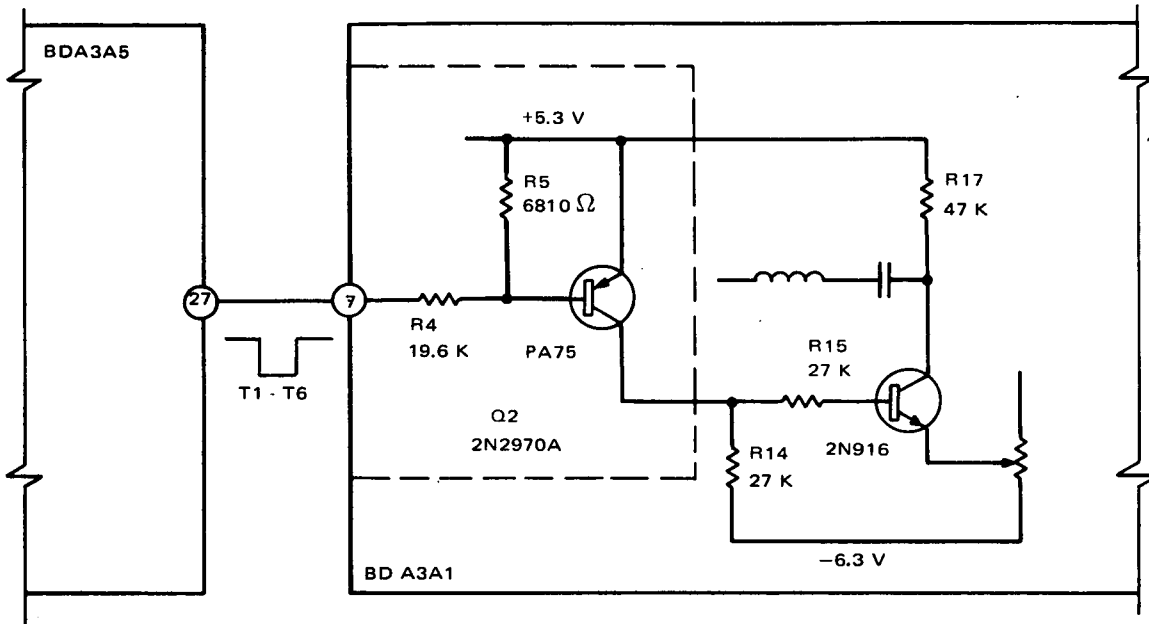 BDA3A5
+5.3 V
R5
6810 Ω
R17
47 K
27
7
R4
19.6 K
PA75
R15
27 K
T1 - T6
Q2
2N2970A
R14
27 K
2N916
−6.3 V
BD A3A1